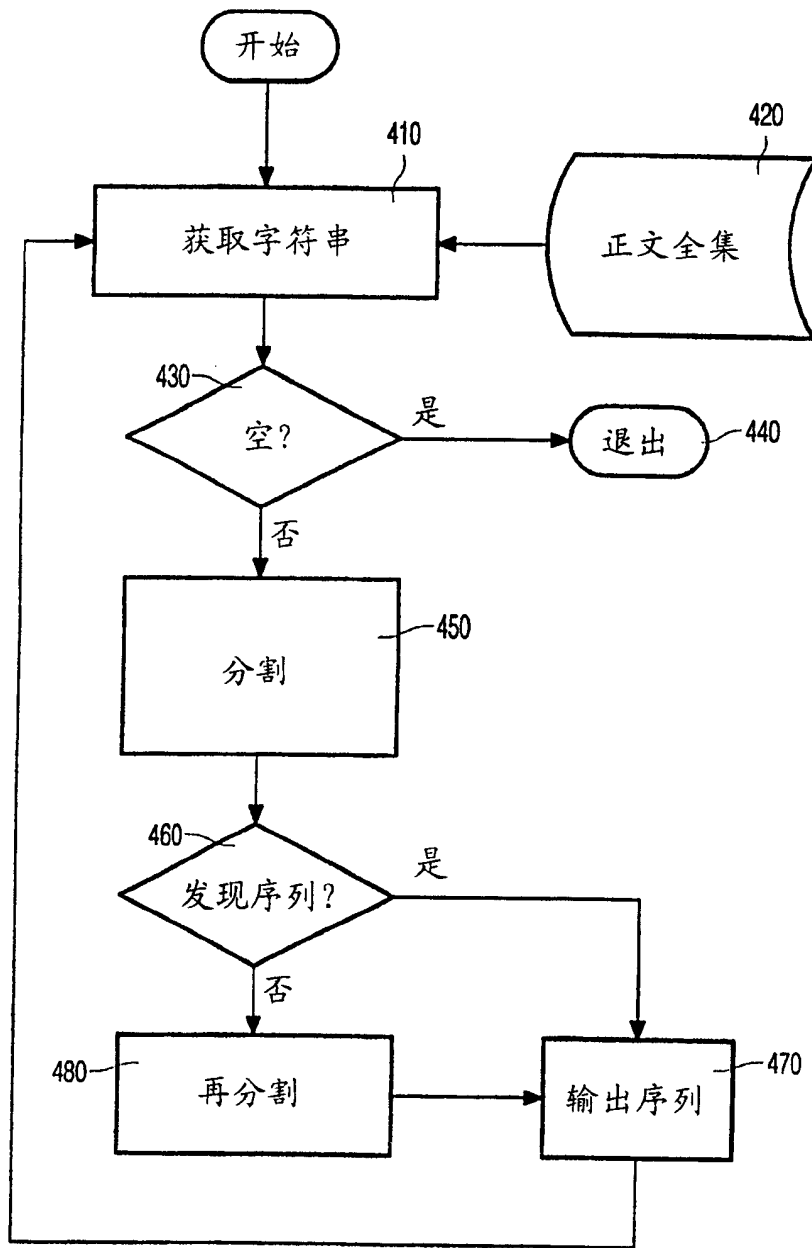 开始
410
420
获取字符串
正文全集
430
空?
是
退出
440
否
450
分割
460
发现序列?
是
否
480
再分割
470
输出序列